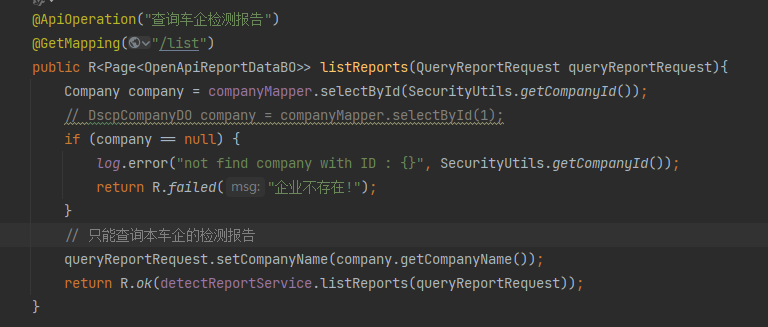 @ApiOperation("查询车企检测报告")
@GetMapping("/list")
public R<Page<OpenApiReportDataBO>> listReports(QueryReportRequest queryReportRequest){
Company company = companyMapper.selectById(SecurityUtils.getCompanyId());
// DscpCompanyDO company = companyMapper.selectById(1);
if (company == null) {
log.error("not find company with ID : {}", SecurityUtils.getCompanyId());
return R.failed( msg: "企业不存在!");
}
// 只能查询本车企的检测报告
queryReportRequest.setCompanyName(company.getCompanyName());
return R.ok(detectReportService.listReports(queryReportRequest));
}